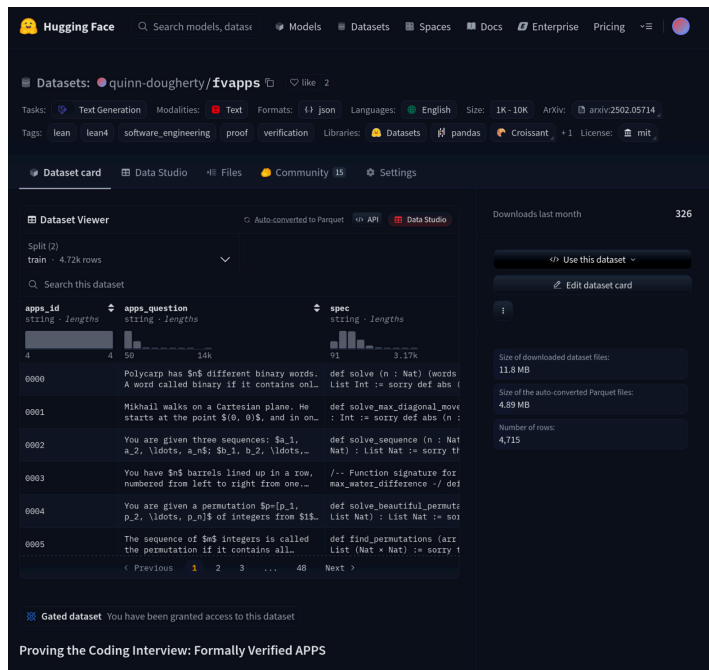 Hugging Face Search models, datase Models Datasets Spaces Docs Enterprise Pricing
Datasets: quinn-dougherty/fvapps like 2
Tasks: Text Generation Modalities: Text Formats: json Languages: English Size: 1K - 10K ArXiv: arxiv:2502.05714
Tags: lean lean4 software_engineering proof verification Libraries: Datasets pandas Croissant + 1 License: mit
Dataset card Data Studio Files Community 15 Settings
Dataset Viewer Auto-converted to Parquet API Data Studio
Split (2)
train · 4.72k rows
Search this dataset
apps_id apps_question spec
string · lengths string · lengths string · lengths
4 4 50 14k 91 3.17k
0000 Polycarp has $n$ different binary words. def solve (n : Nat) (words
A word called binary if it contains onl… List Int := sorry def abs (
0001 Mikhail walks on a Cartesian plane. He def solve_max_diagonal_move
starts at the point $(0, 0)$, and in on… : Int := sorry def abs (n :
0002 You are given three sequences: $a_1, def solve_sequence (n : Nat
a_2, \ldots, a_n$; $b_1, b_2, \ldots,… Nat) : List Nat := sorry th
0003 You have $n$ barrels lined up in a row, /-- Function signature for
numbered from left to right from one.… max_water_difference -/ def
0004 You are given a permutation $p=[p_1, def solve_beautiful_permuta
p_2, \ldots, p_n]$ of integers from $1$… List Nat) : List Nat := sor
0005 The sequence of $m$ integers is called def find_permutations (arr
the permutation if it contains all… List (Nat × Nat) := sorry t
< Previous 1 2 3 ... 48 Next >
Downloads last month 326
Use this dataset
Edit dataset card
Size of downloaded dataset files:
11.8 MB
Size of the auto-converted Parquet files:
4.89 MB
Number of rows:
4,715
Gated dataset You have been granted access to this dataset
Proving the Coding Interview: Formally Verified APPS